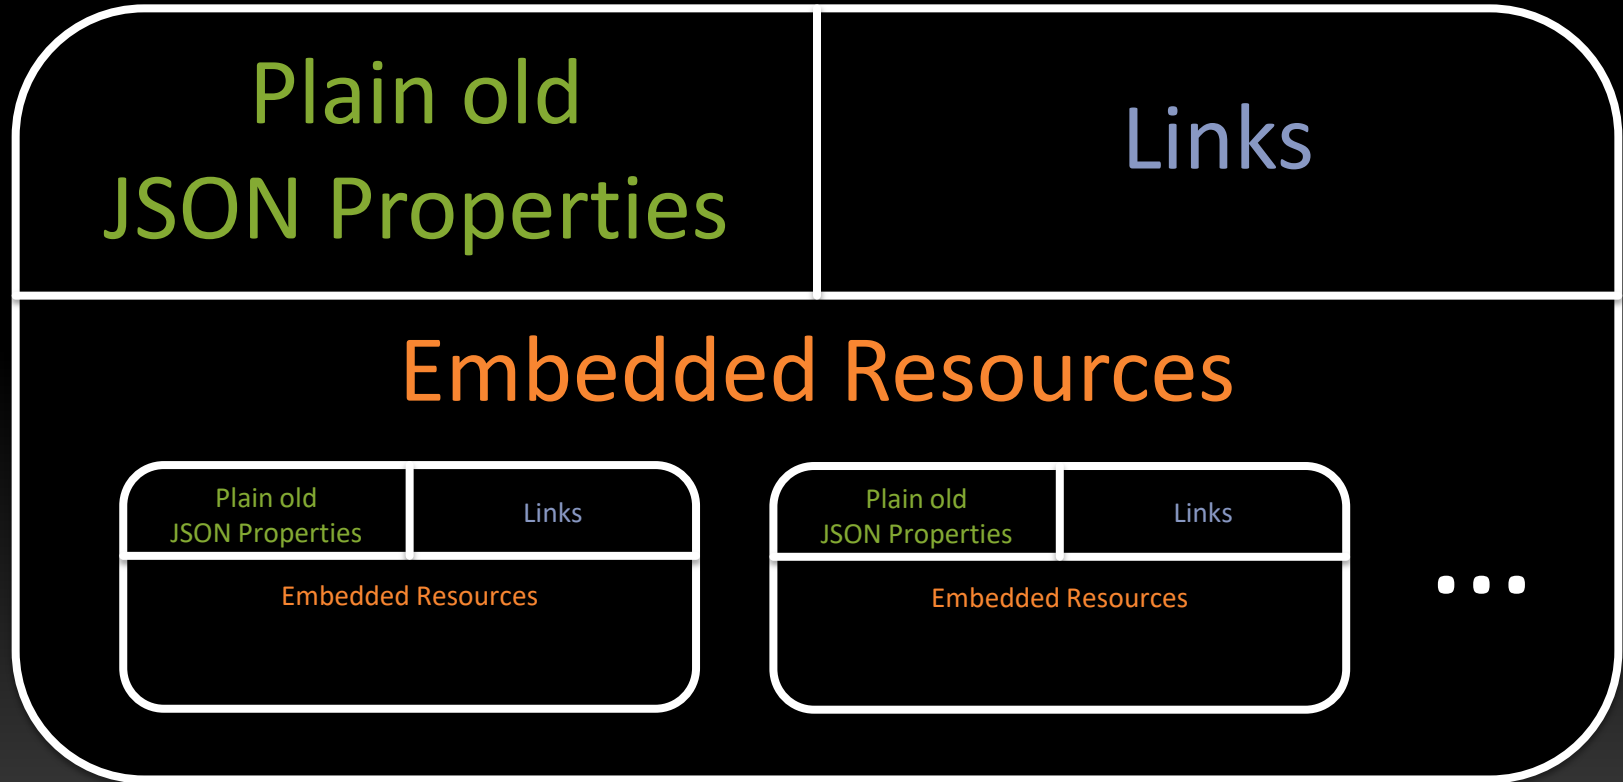 Plain old
JSON Properties
Links
Embedded Resources
Plain old
JSON Properties
Links
Embedded Resources
Plain old
JSON Properties
Links
Embedded Resources
...